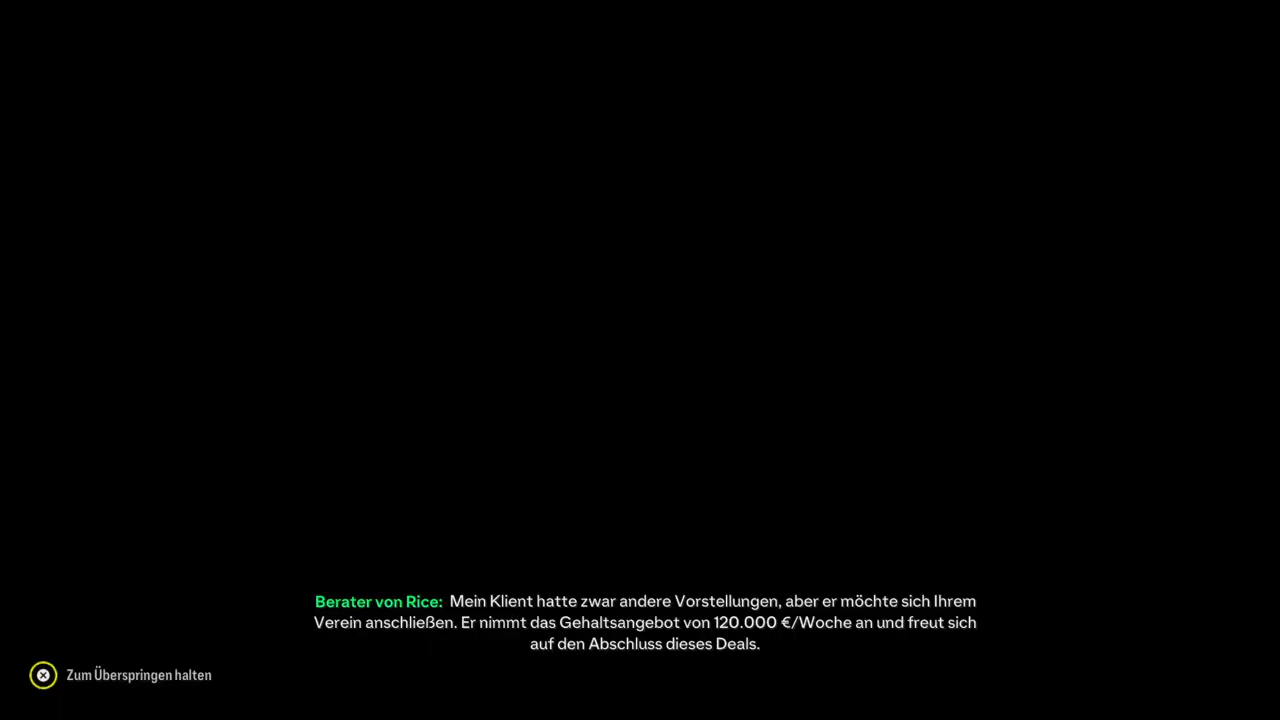 Berater von Rice: Mein Klient hatte zwar andere Vorstellungen, aber er möchte sich Ihrem
Verein anschließen. Er nimmt das Gehaltsangebot von 120.000 €/Woche an und freut sich
auf den Abschluss dieses Deals.
Zum Überspringen halten